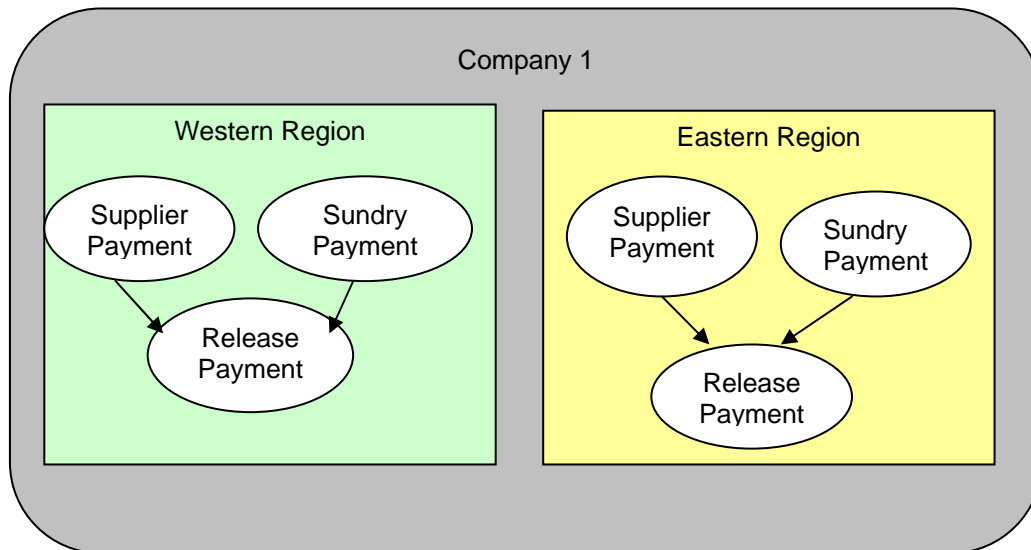 Company 1
Western Region
Supplier
Payment
Sundry
Payment
Release
Payment
Eastern Region
Supplier
Payment
Sundry
Payment
Release
Payment